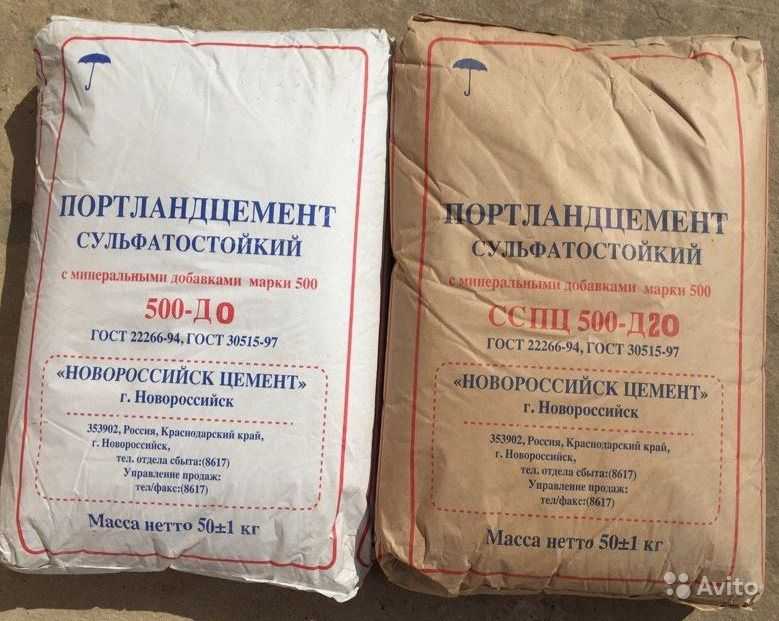 ПОРТЛАНДЦЕМЕНТ
СУЛЬФАТОСТОЙКИЙ
с минеральными добавками марки 500
500-Д0
ГОСТ 22266-94, ГОСТ 30515-97
«НОВОРОССИЙСК ЦЕМЕНТ»
г. Новороссийск
353902, Россия, Краснодарский край,
г. Новороссийск,
тел. отдела сбыта:(8617)
Управление продаж:
тел/факс:(8617)
Масса нетто 50±1 кг
ПОРТЛАНДЦЕМЕНТ
СУЛЬФАТОСТОЙКИЙ
с минеральными добавками марки 500
ССПЦ 500-Д20
ГОСТ 22266-94, ГОСТ 30515-97
«НОВОРОССИЙСК ЦЕМЕНТ»
г. Новороссийск
353902, Россия, Краснодарский край,
г. Новороссийск,
тел. отдела сбыта:(8617)
Управление продаж:
тел/факс:(8617)
Масса нетто 50±1 кг
Avito